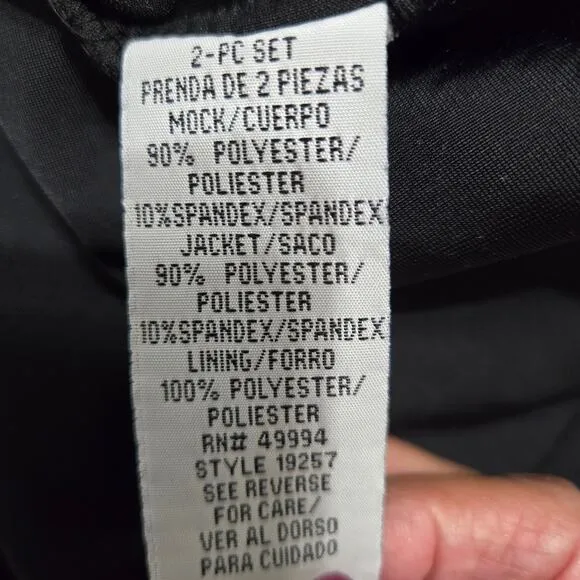 2-PC SET
PRENDA DE 2 PIEZAS
MOCK/CUERPO
90% POLYESTER/
POLIESTER
10%SPANDEX/SPANDEX
JACKET/SACO
90% POLYESTER/
POLIESTER
10%SPANDEX/SPANDEX
LINING/FORRO
100% POLYESTER/
POLIESTER
RN# 49994
STYLE 19257
SEE REVERSE
FOR CARE/
VER AL DORSO
PARA CUIDADO